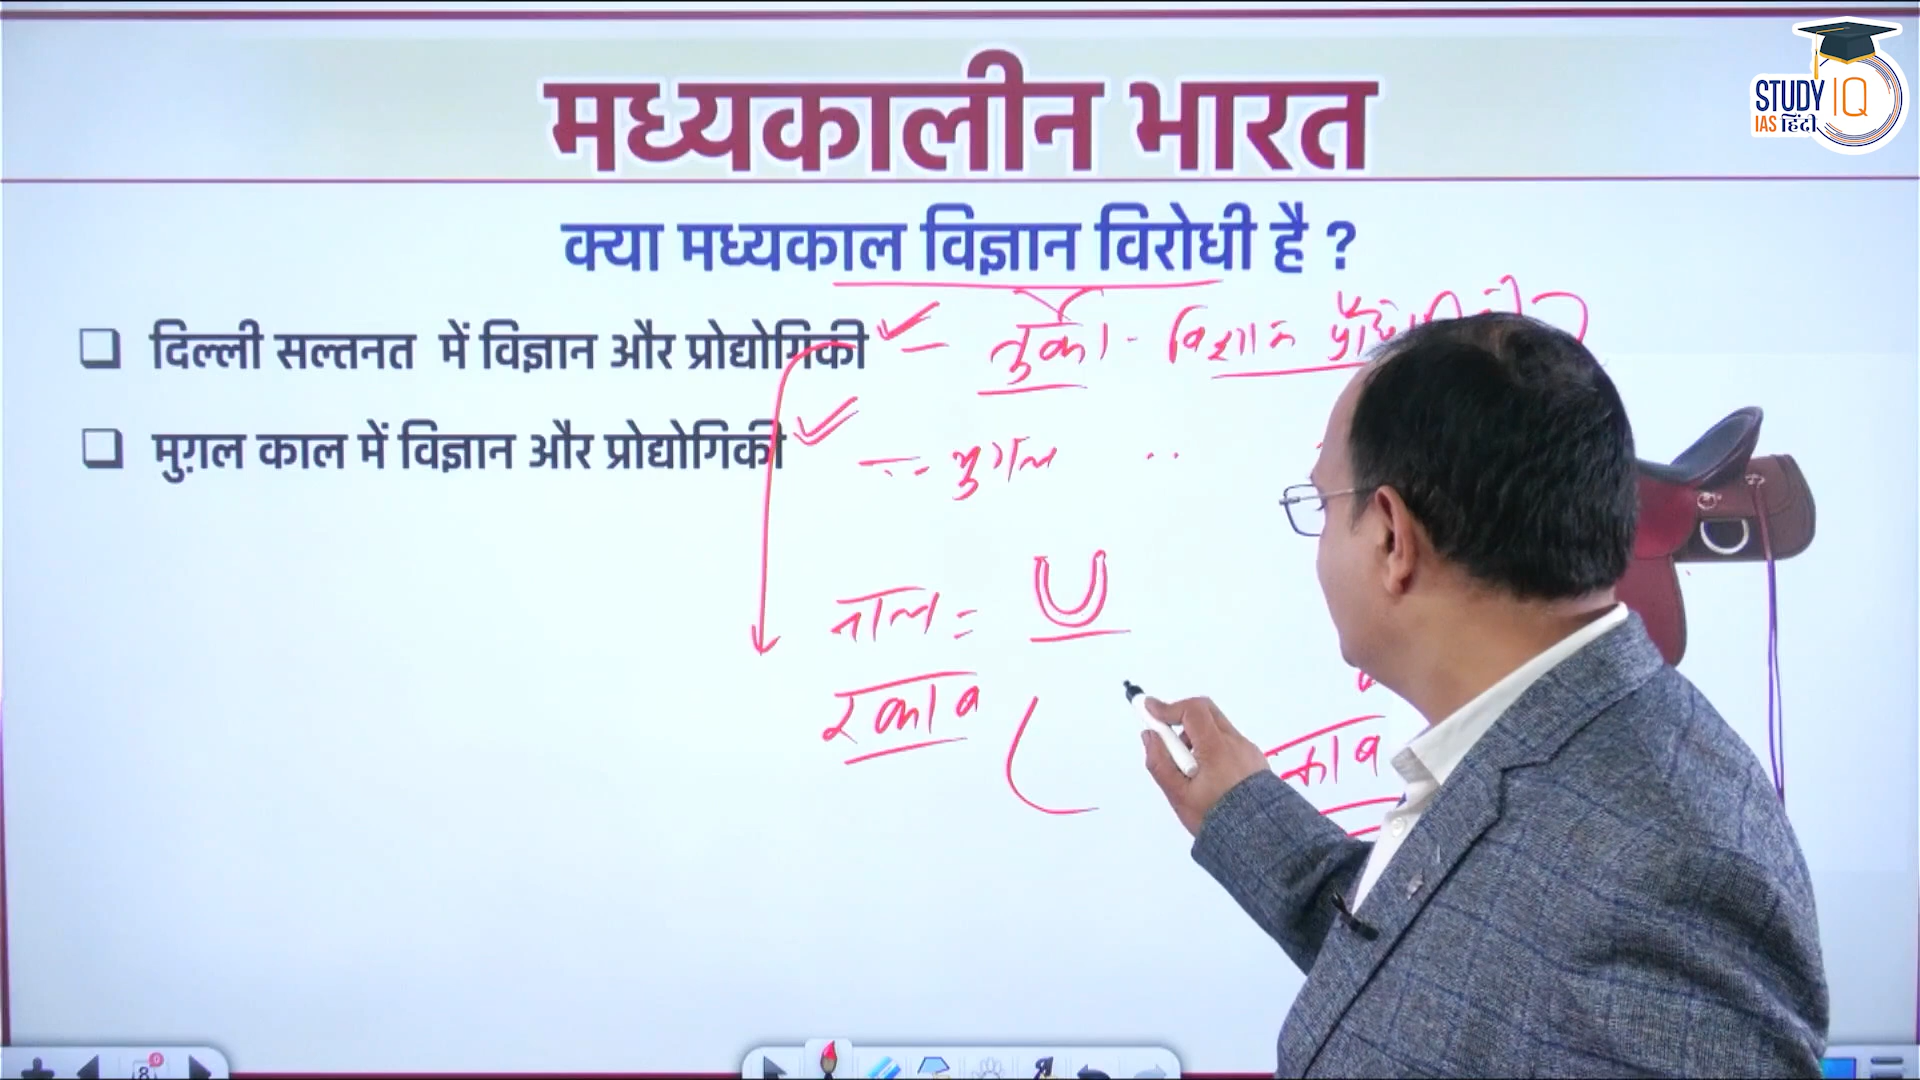 मध्यकालीन भारत
STUDY IQ
IAS हिंदी
क्या मध्यकाल विज्ञान विरोधी है ?
❑ दिल्ली सल्तनत में विज्ञान और प्रोद्योगिकी
तुर्की - विज्ञान
❑ मुग़ल काल में विज्ञान और प्रोद्योगिकी
मुगल
नाल =
रकाब
काब